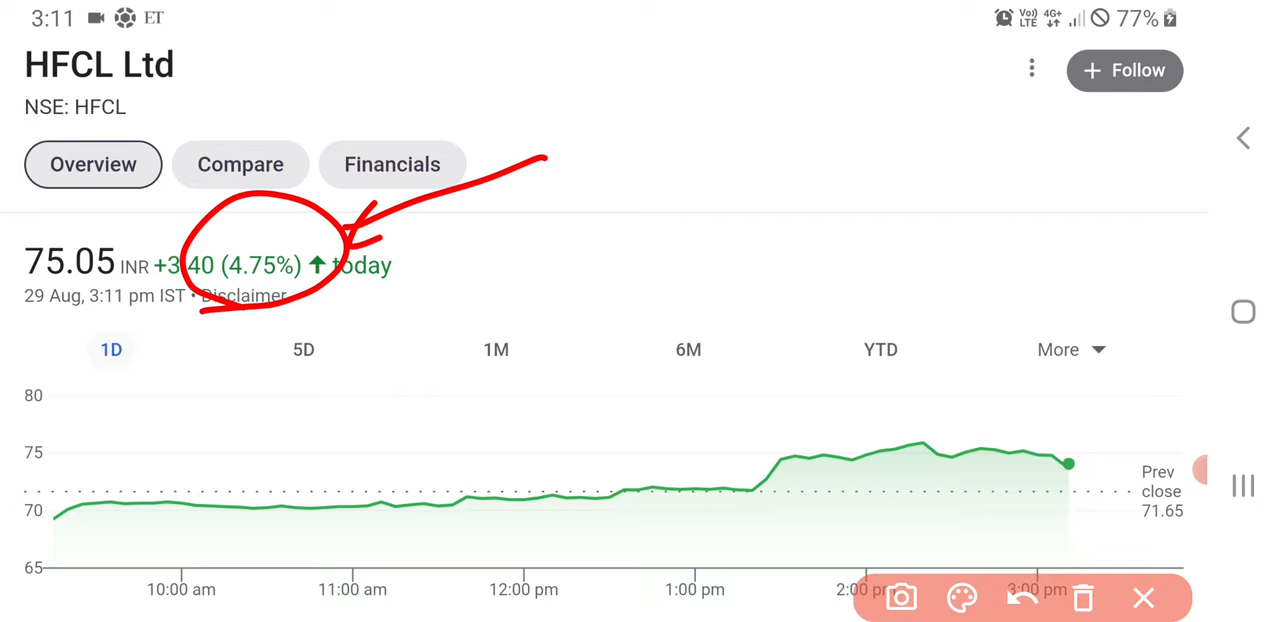 3:11 ET Vo)) LTE 4G+ 77%
HFCL Ltd
+ Follow
NSE: HFCL
Overview Compare Financials
75.05 INR +3.40 (4.75%) ↑ today
29 Aug, 3:11 pm IST • Disclaimer
1D 5D 1M 6M YTD More
80
75
70
65
Prev
close
71.65
10:00 am 11:00 am 12:00 pm 1:00 pm 2:00 pm 3:00 pm